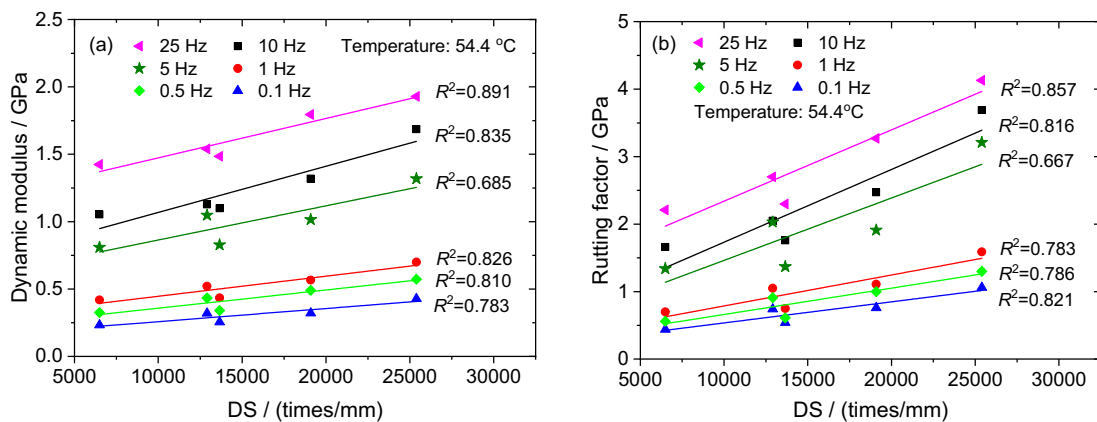 (a)
25 Hz
10 Hz
Temperature: 54.4 °C
5 Hz
1 Hz
0.5 Hz
0.1 Hz
Dynamic modulus / GPa
2.5
2.0
1.5
1.0
0.5
0.0
R²=0.891
R²=0.835
R²=0.685
R²=0.826
R²=0.810
R²=0.783
5000 10000 15000 20000 25000 30000
DS / (times/mm)
(b)
25 Hz
10 Hz
5 Hz
1 Hz
0.5 Hz
0.1 Hz
Temperature: 54.4°C
Rutting factor / GPa
5
4
3
2
1
0
R²=0.857
R²=0.816
R²=0.667
R²=0.783
R²=0.786
R²=0.821
5000 10000 15000 20000 25000 30000
DS / (times/mm)